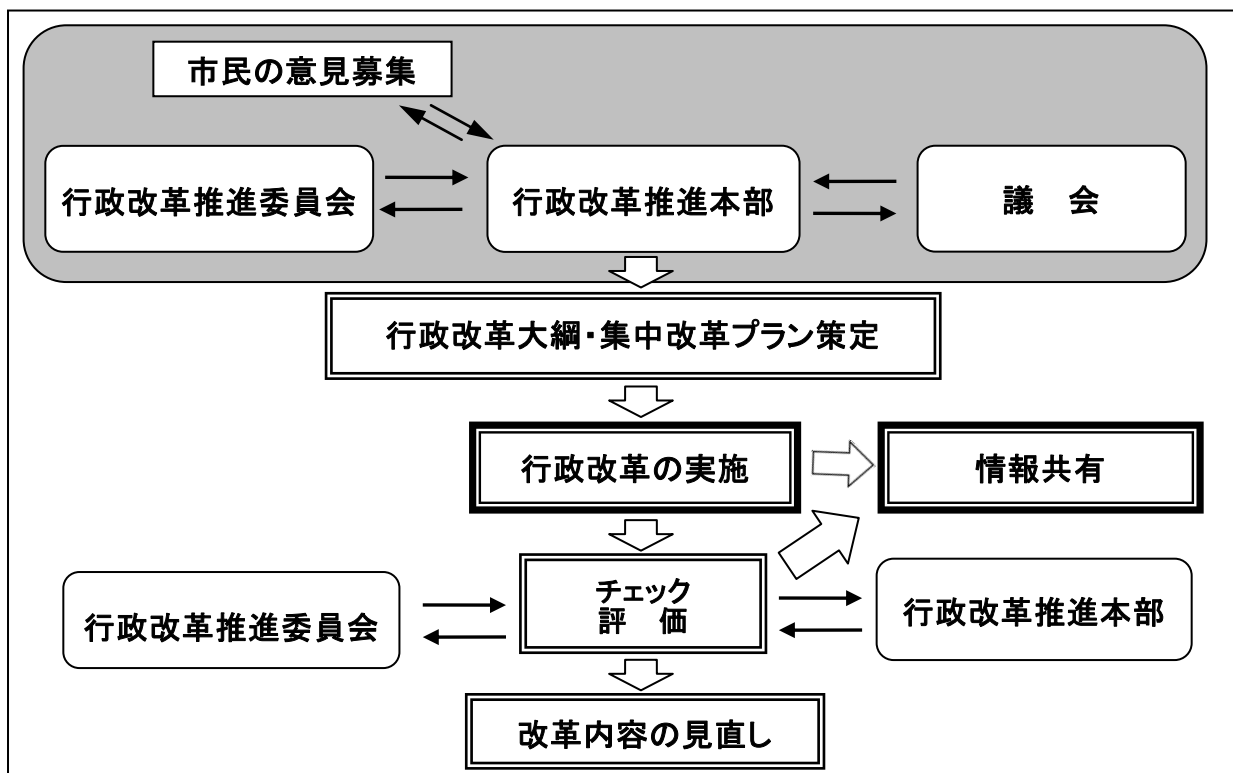 市民の意見募集
行政改革推進委員会
行政改革推進本部
議　会
行政改革大綱・集中改革プラン策定
行政改革の実施
情報共有
チェック
評　価
行政改革推進委員会
行政改革推進本部
改革内容の見直し